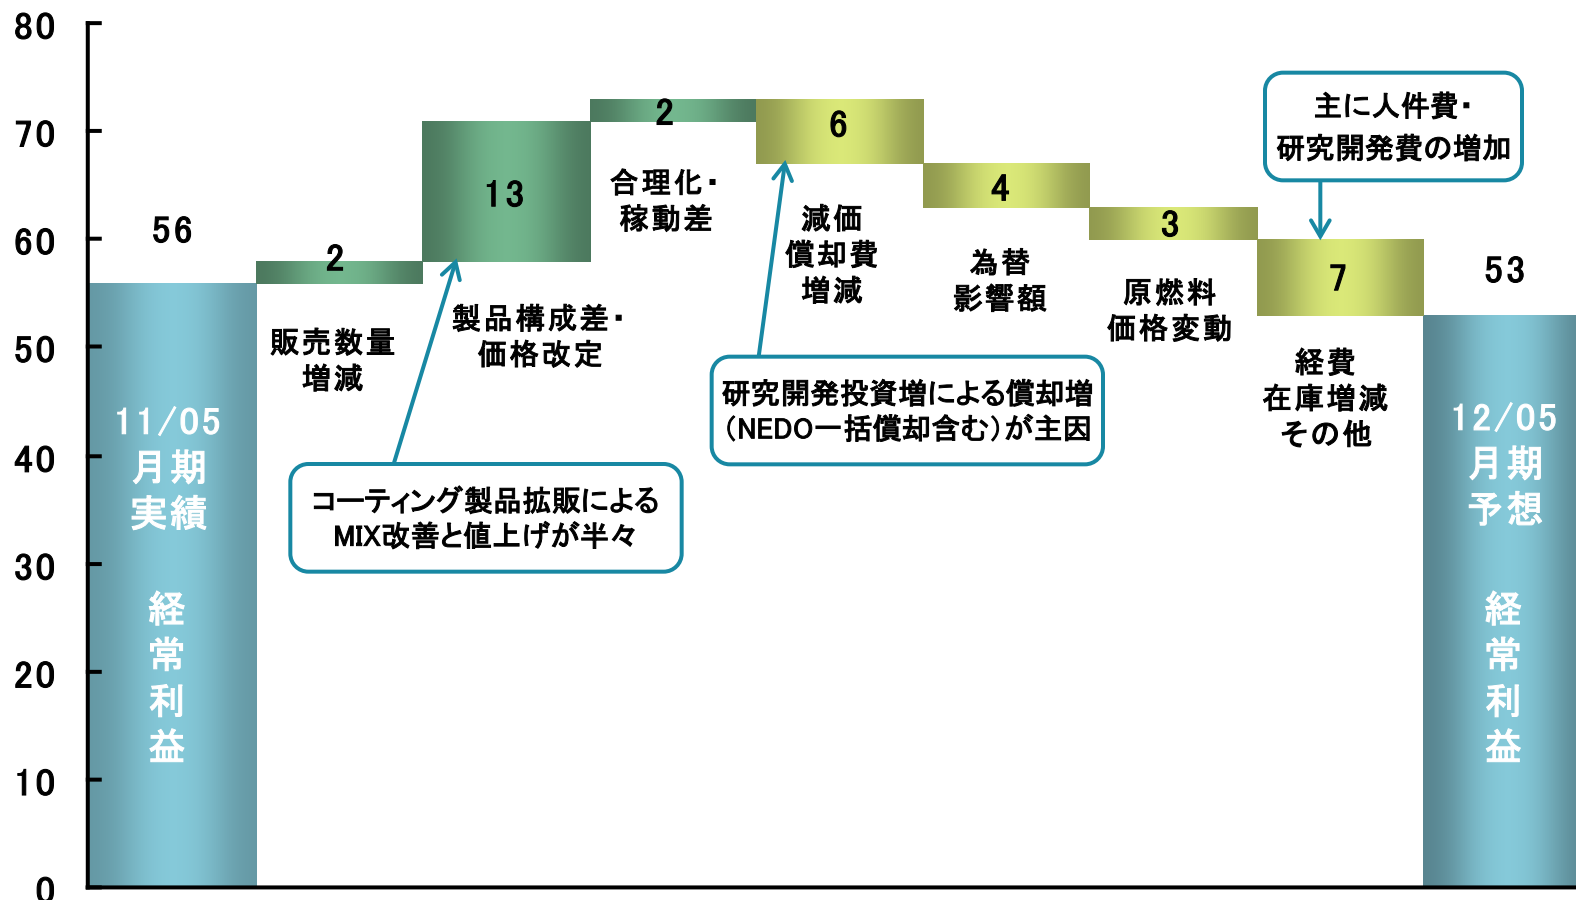 80
70
60
50
40
30
20
10
0
56
11/05
月期
実績
経
常
利
益
2
販売数量
増減
13
製品構成差・
価格改定
コーティング製品拡販による
MIX改善と値上げが半々
2
合理化・
稼動差
6
減価
償却費
増減
研究開発投資増による償却増
（NEDO一括償却含む）が主因
4
為替
影響額
3
原燃料
価格変動
主に人件費・
研究開発費の増加
7
経費
在庫増減
その他
53
12/05
月期
予想
経
常
利
益